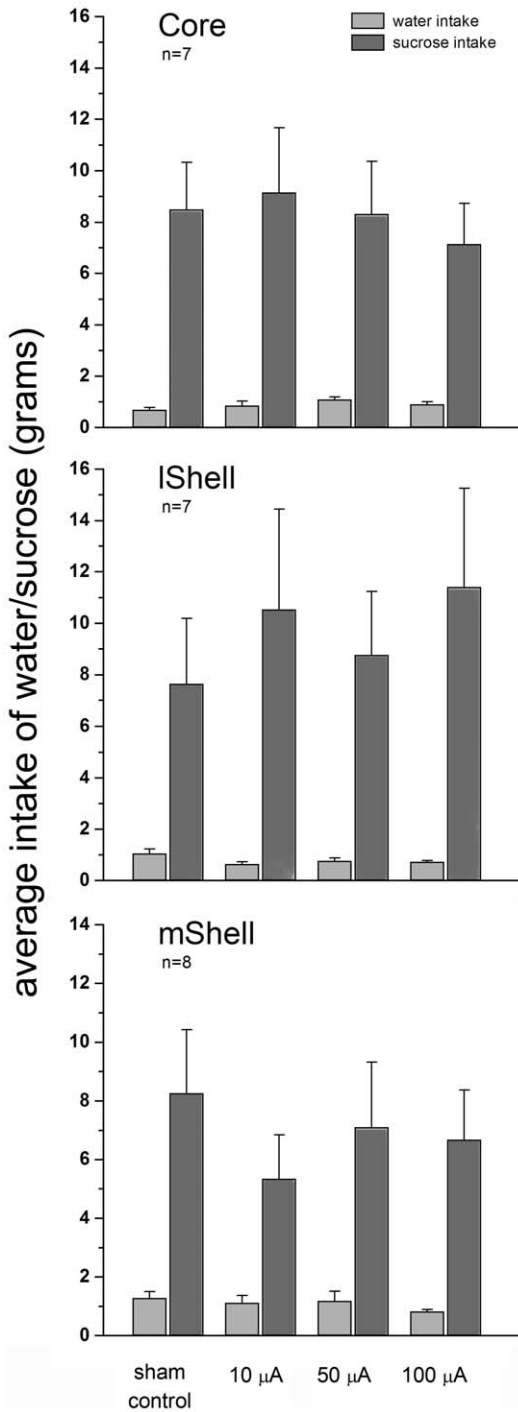 average intake of water/sucrose (grams)
Core
n=7
water intake
sucrose intake
16
14
12
10
8
6
4
2
0
lShell
n=7
16
14
12
10
8
6
4
2
0
mShell
n=8
14
12
10
8
6
4
2
0
sham
control
10 μA
50 μA
100 μA